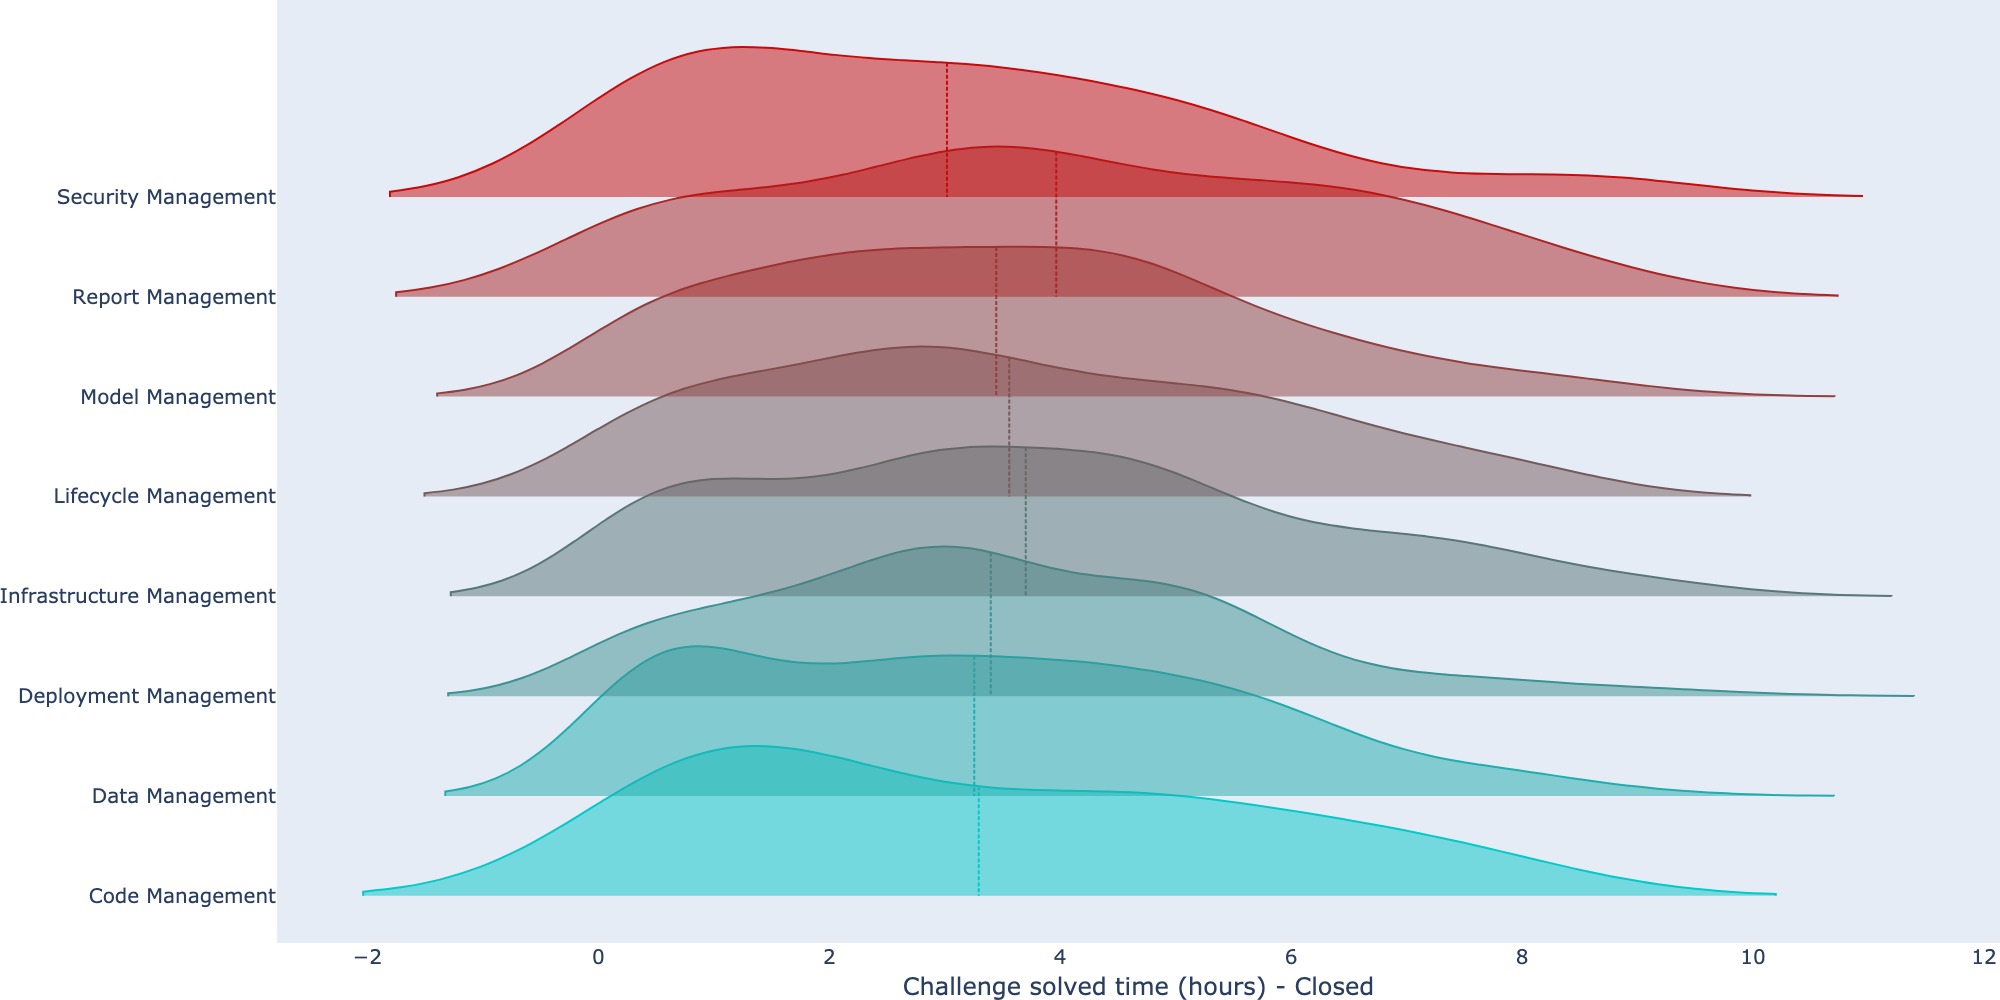 Security Management
Report Management
Model Management
Lifecycle Management
Infrastructure Management
Deployment Management
Data Management
Code Management
−2 0 2 4 6 8 10 12
Challenge solved time (hours) - Closed